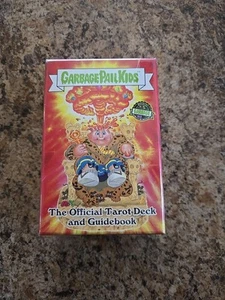 GARBAGE PAIL KIDS
The Official Tarot Deck
and Guidebook